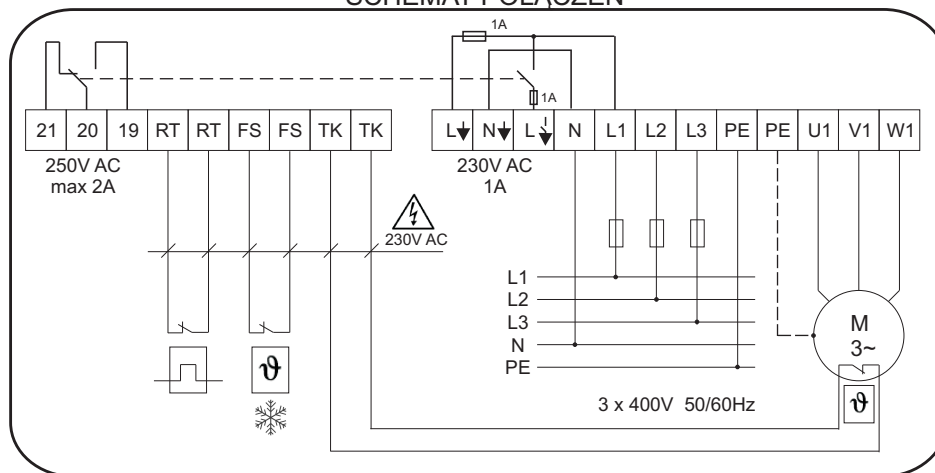 SCHEMAT POŁĄCZEŃ
1A
1A
21 20 19 RT RT FS FS TK TK
L N L N L1 L2 L3 PE PE U1 V1 W1
250V AC
max 2A
230V AC
1A
230V AC
L1
L2
L3
N
PE
M
3~
ϑ
ϑ
3 x 400V 50/60Hz